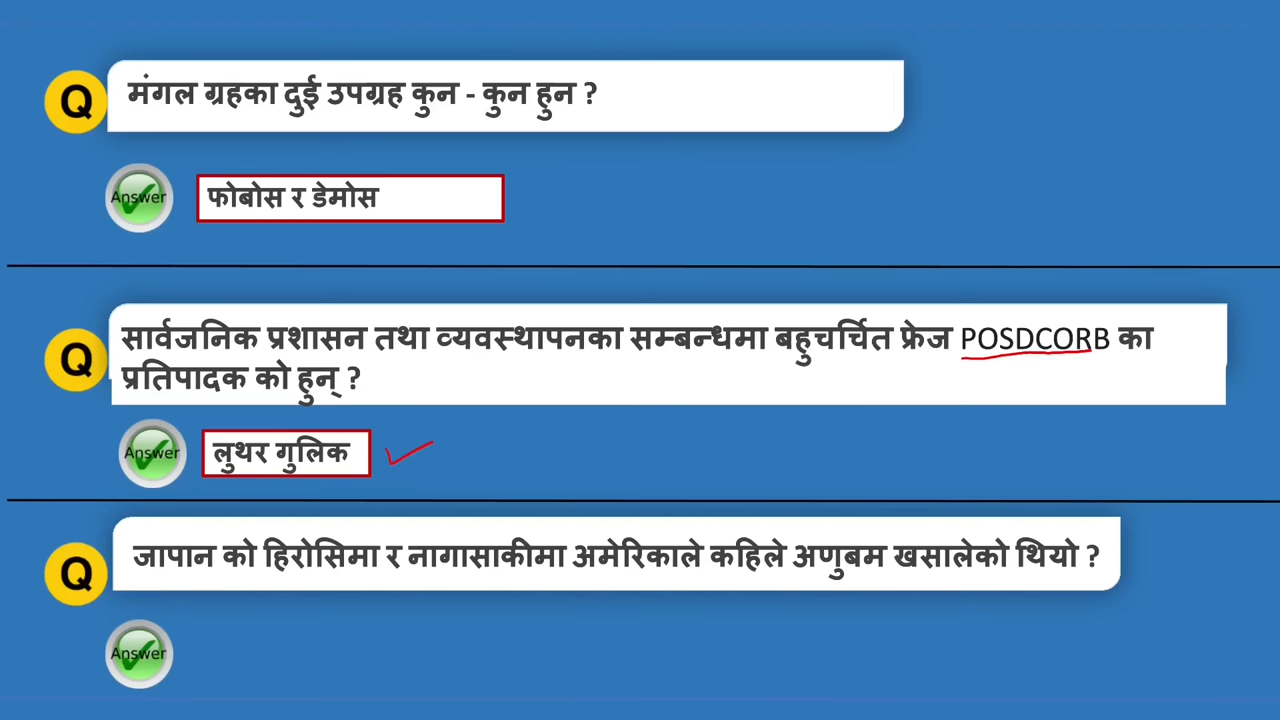 Q मंगल ग्रहका दुई उपग्रह कुन - कुन हुन ?
Answer फोबोस र डेमोस
Q सार्वजनिक प्रशासन तथा व्यवस्थापनका सम्बन्धमा बहुचर्चित फ्रेज POSDCORB का
प्रतिपादक को हुन् ?
Answer लुथर गुलिक
Q जापान को हिरोसिमा र नागासाकीमा अमेरिकाले कहिले अणुबम खसालेको थियो ?
Answer